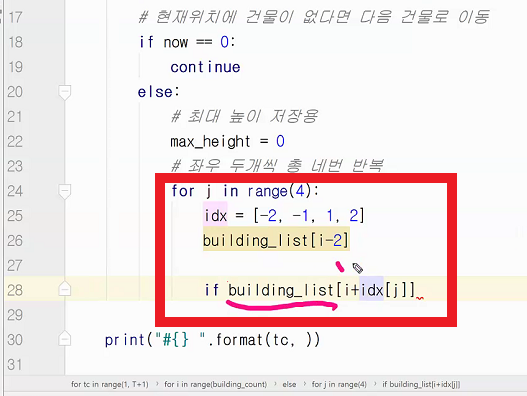 17 # 현재위치에 건물이 없다면 다음 건물로 이동
18 if now == 0:
19 continue
20 else:
21 # 최대 높이 저장용
22 max_height = 0
23 # 좌우 두개씩 총 네번 반복
24 for j in range(4):
25 idx = [-2, -1, 1, 2]
26 building_list[i-2]
27
28 if building_list[i+idx[j]]
29
30 print("#{} ".format(tc, ))
31
for tc in range(1, T+1) > for i in range(building_count) > else > for j in range(4) > if building_list[i+idx[j]]